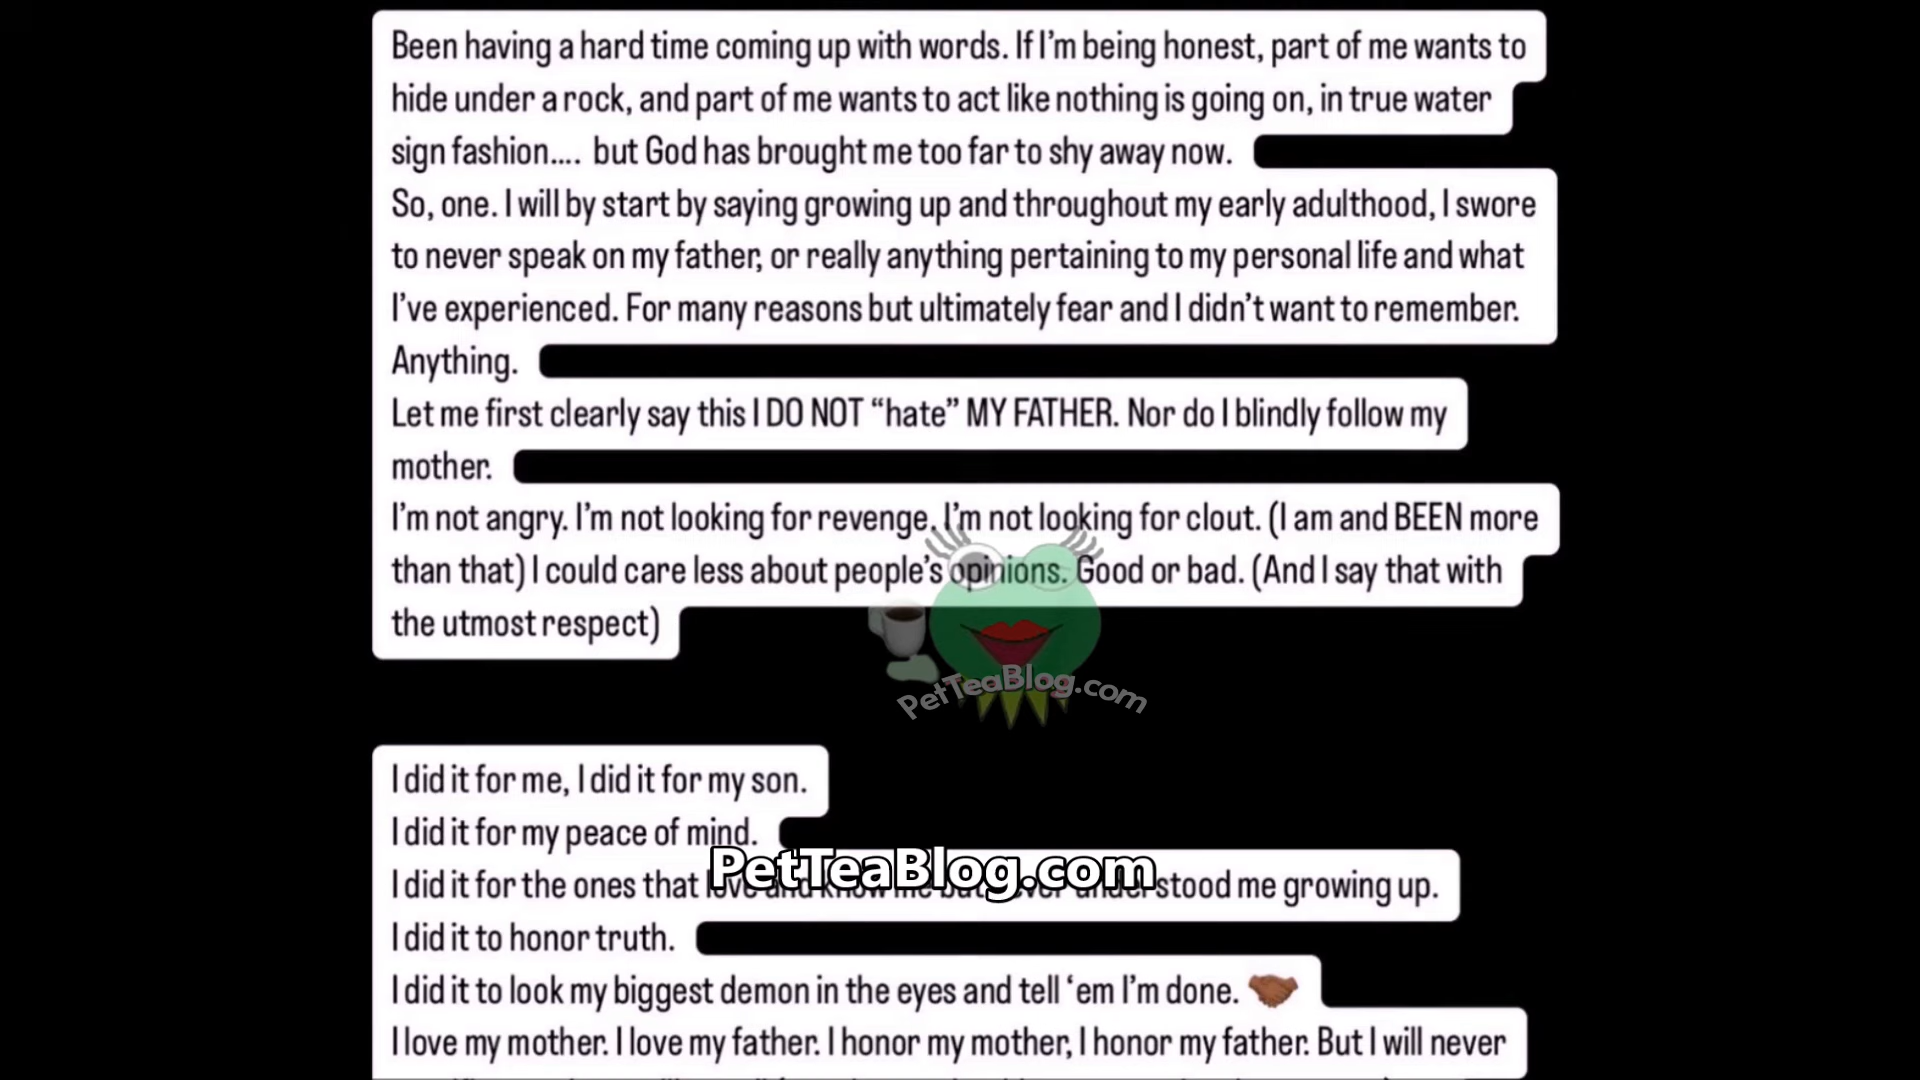 Been having a hard time coming up with words. If I'm being honest, part of me wants to
hide under a rock, and part of me wants to act like nothing is going on, in true water
sign fashion.... but God has brought me too far to shy away now.
So, one. I will by start by saying growing up and throughout my early adulthood, I swore
to never speak on my father, or really anything pertaining to my personal life and what
I've experienced. For many reasons but ultimately fear and I didn't want to remember.
Anything.
Let me first clearly say this I DO NOT “hate” MY FATHER. Nor do I blindly follow my
mother.
I'm not angry. I'm not looking for revenge. I'm not looking for clout. (I am and BEEN more
than that) I could care less about people's opinions. Good or bad. (And I say that with
the utmost respect)
PetTeaBlog.com
I did it for me, I did it for my son.
I did it for my peace of mind.
PetTeaBlog.com
I did it for the ones that love and know me but never understood me growing up.
I did it to honor truth.
I did it to look my biggest demon in the eyes and tell ‘em I'm done.
I love my mother. I love my father. I honor my mother, I honor my father. But I will never